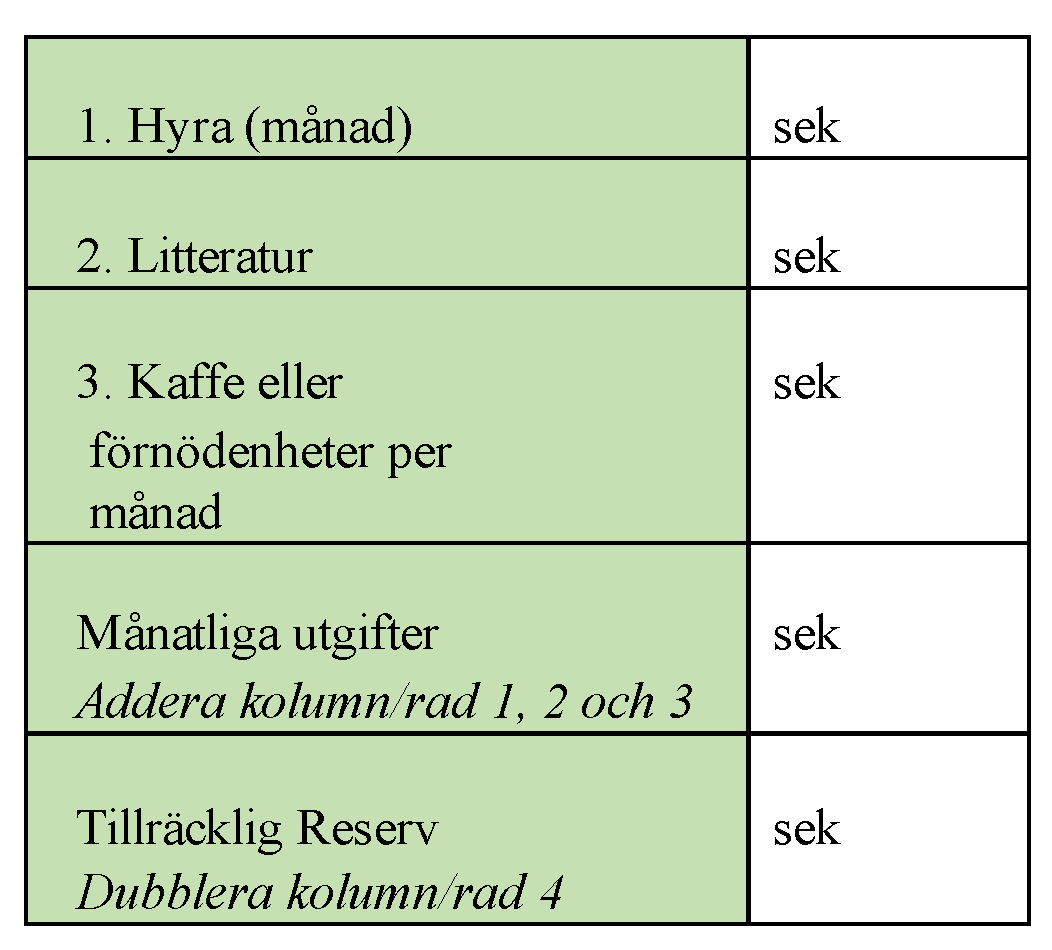 1. Hyra (månad) sek
2. Litteratur sek
3. Kaffe eller sek
förnödenheter per
månad
Månatliga utgifter sek
Addera kolumn/rad 1, 2 och 3
Tillräcklig Reserv sek
Dubblera kolumn/rad 4